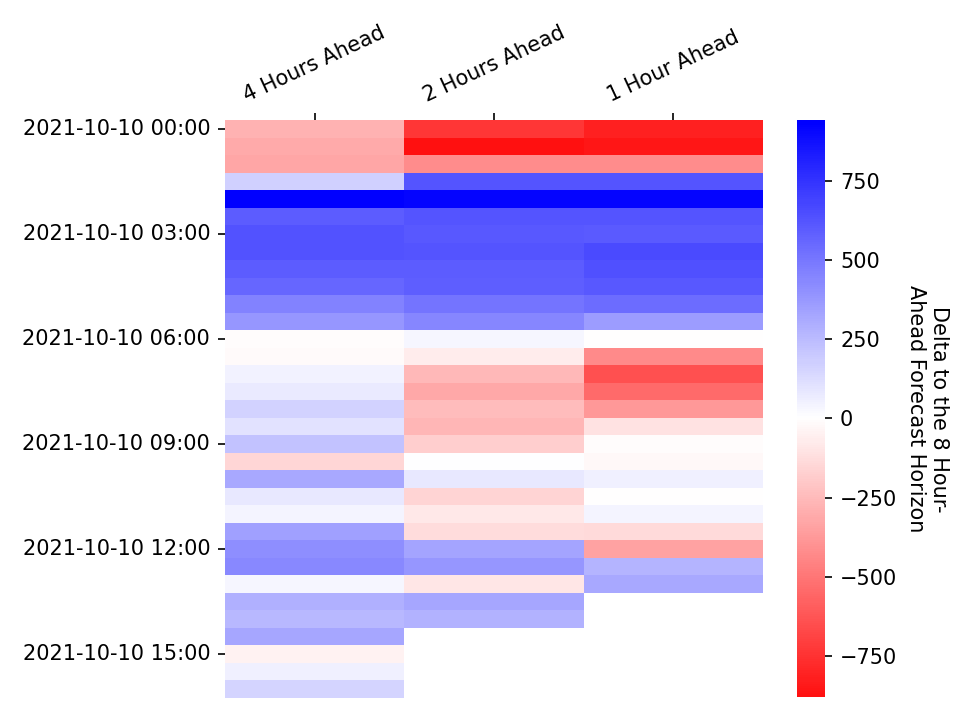 4 Hours Ahead
2 Hours Ahead
1 Hour Ahead
2021-10-10 00:00
2021-10-10 03:00
2021-10-10 06:00
2021-10-10 09:00
2021-10-10 12:00
2021-10-10 15:00
750
500
250
0
−250
−500
−750
Delta to the 8 Hour-
Ahead Forecast Horizon